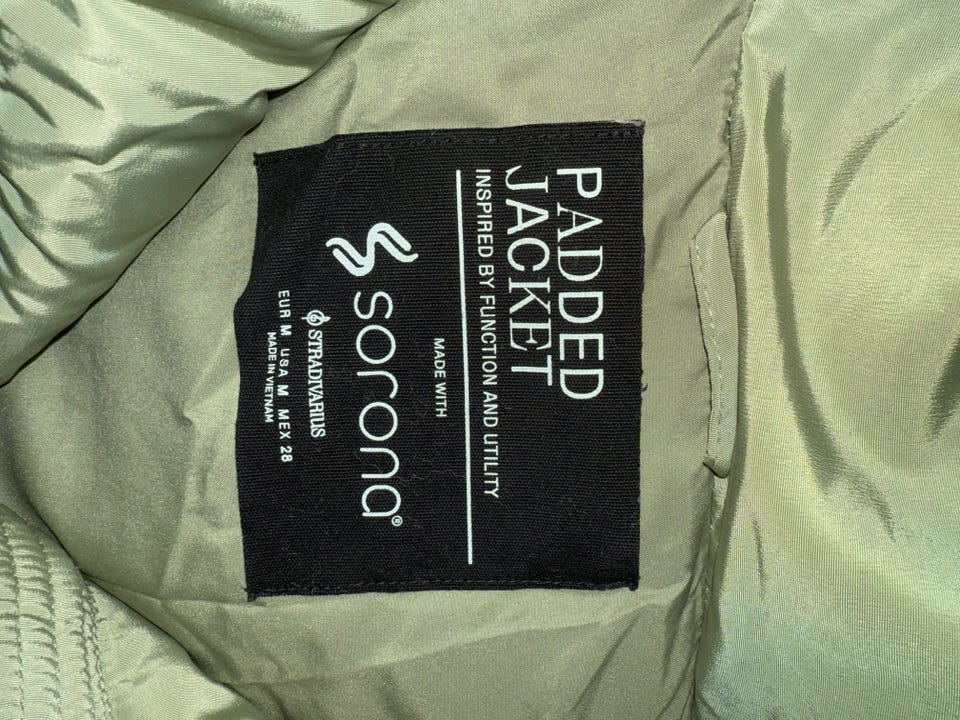 PADDED
JACKET
INSPIRED BY FUNCTION AND UTILITY
MADE WITH
sorona®
STRADIVARIUS
EUR M USA M MEX 28
MADE IN VIETNAM